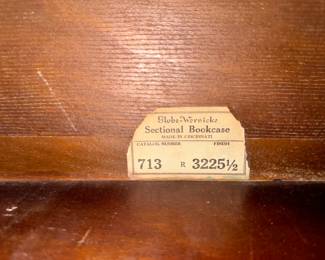 Globe-Wernicke
Sectional Bookcase
MADE IN CINCINNATI
CATALOG NUMBER FINISH
713 R 3225½